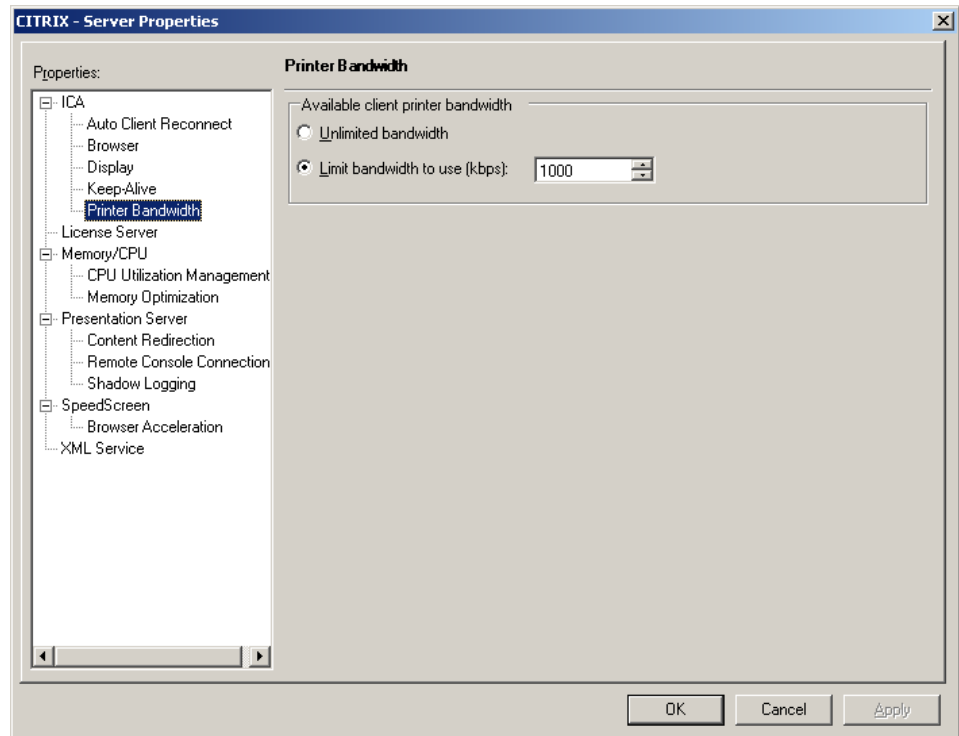 CITRIX - Server Properties
Properties:
ICA
Auto Client Reconnect
Browser
Display
Keep-Alive
Printer Bandwidth
License Server
Memory/CPU
CPU Utilization Management
Memory Optimization
Presentation Server
Content Redirection
Remote Console Connection
Shadow Logging
SpeedScreen
Browser Acceleration
XML Service
Printer Bandwidth
Available client printer bandwidth
Unlimited bandwidth
Limit bandwidth to use (kbps): 1000
OK Cancel Apply